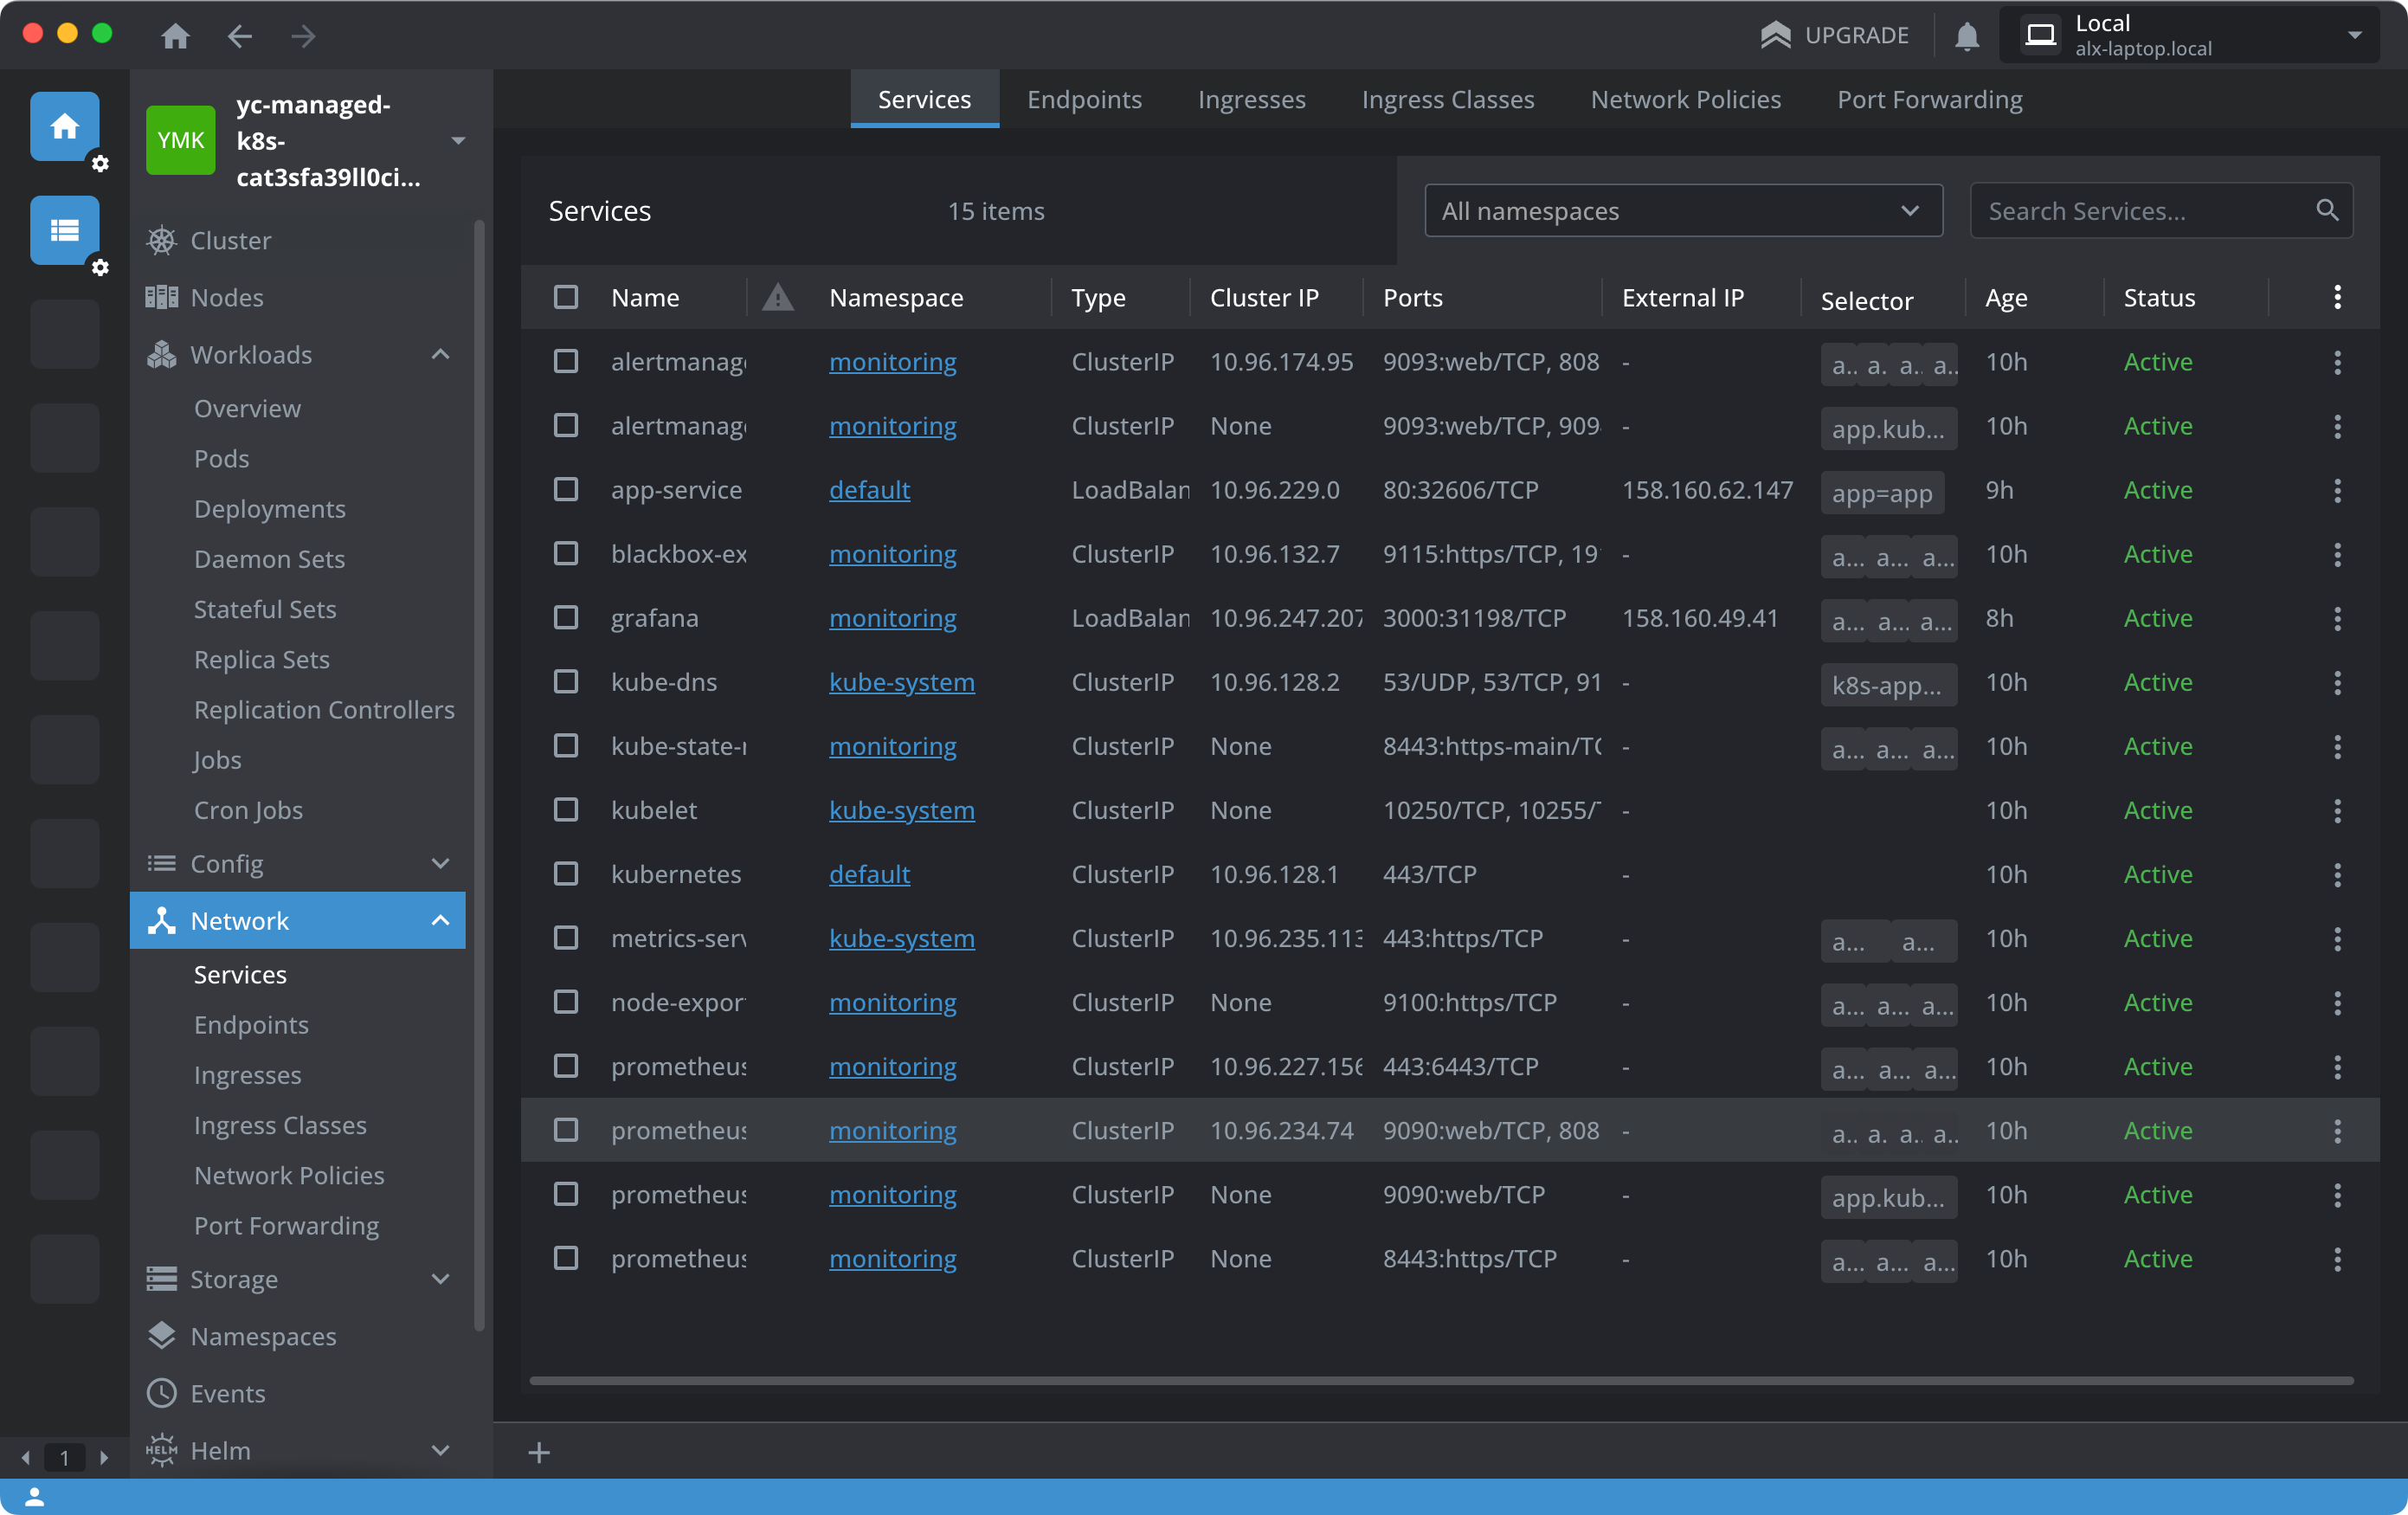 UPGRADE
Local
alx-laptop.local
YMK
yc-managed-
k8s-
cat3sfa39ll0ci...
Cluster
Nodes
Workloads
Overview
Pods
Deployments
Daemon Sets
Stateful Sets
Replica Sets
Replication Controllers
Jobs
Cron Jobs
Config
Network
Services
Endpoints
Ingresses
Ingress Classes
Network Policies
Port Forwarding
Storage
Namespaces
Events
HELM Helm
1
Services Endpoints Ingresses Ingress Classes Network Policies Port Forwarding
Services 15 items All namespaces Search Services...
Name Namespace Type Cluster IP Ports External IP Selector Age Status
alertmanag monitoring ClusterIP 10.96.174.95 9093:web/TCP, 808 - a.. a. a.. a.. 10h Active
alertmanag monitoring ClusterIP None 9093:web/TCP, 909 - app.kub... 10h Active
app-service default LoadBalan 10.96.229.0 80:32606/TCP 158.160.62.147 app=app 9h Active
blackbox-ex monitoring ClusterIP 10.96.132.7 9115:https/TCP, 19 - a... a... a... 10h Active
grafana monitoring LoadBalan 10.96.247.207 3000:31198/TCP 158.160.49.41 a... a... a... 8h Active
kube-dns kube-system ClusterIP 10.96.128.2 53/UDP, 53/TCP, 91 - k8s-app... 10h Active
kube-state- monitoring ClusterIP None 8443:https-main/TC - a... a... a... 10h Active
kubelet kube-system ClusterIP None 10250/TCP, 10255/ - 10h Active
kubernetes default ClusterIP 10.96.128.1 443/TCP - 10h Active
metrics-serv kube-system ClusterIP 10.96.235.113 443:https/TCP - a... a... 10h Active
node-expor monitoring ClusterIP None 9100:https/TCP - a... a... a... 10h Active
prometheus monitoring ClusterIP 10.96.227.156 443:6443/TCP - a... a... a... 10h Active
prometheus monitoring ClusterIP 10.96.234.74 9090:web/TCP, 808 - a.. a. a.. a.. 10h Active
prometheus monitoring ClusterIP None 9090:web/TCP - app.kub... 10h Active
prometheus monitoring ClusterIP None 8443:https/TCP - a... a... a... 10h Active